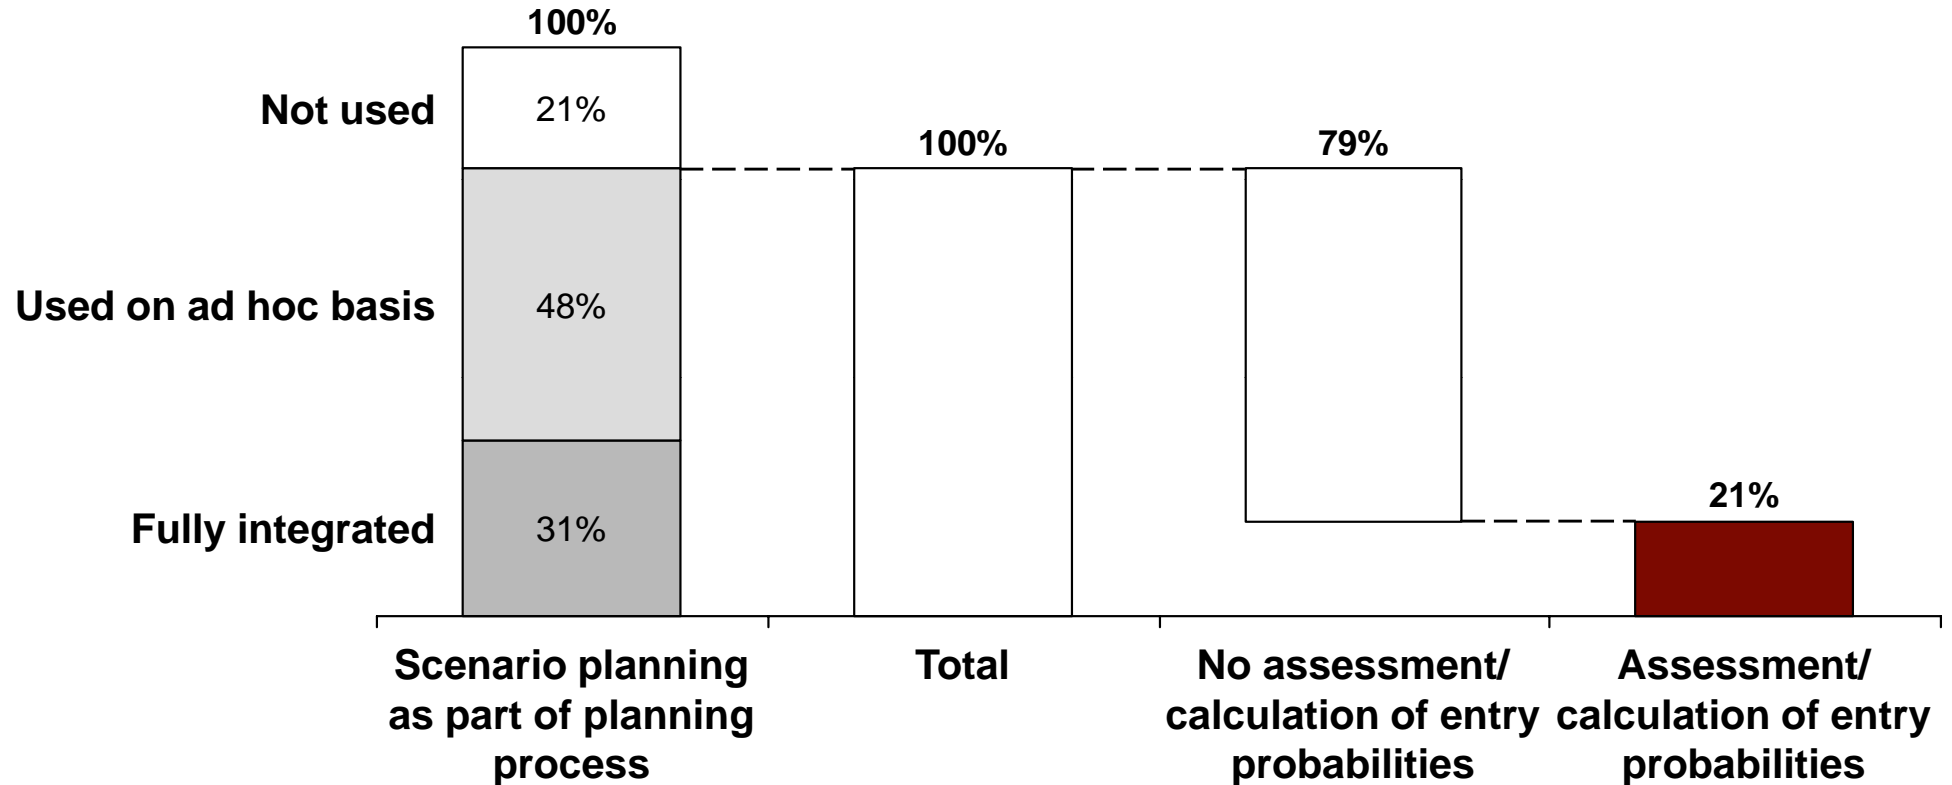 100%
Not used
21%
100%
79%
Used on ad hoc basis
48%
21%
Fully integrated
31%
Scenario planning
as part of planning
process
Total
No assessment/
calculation of entry
probabilities
Assessment/
calculation of entry
probabilities